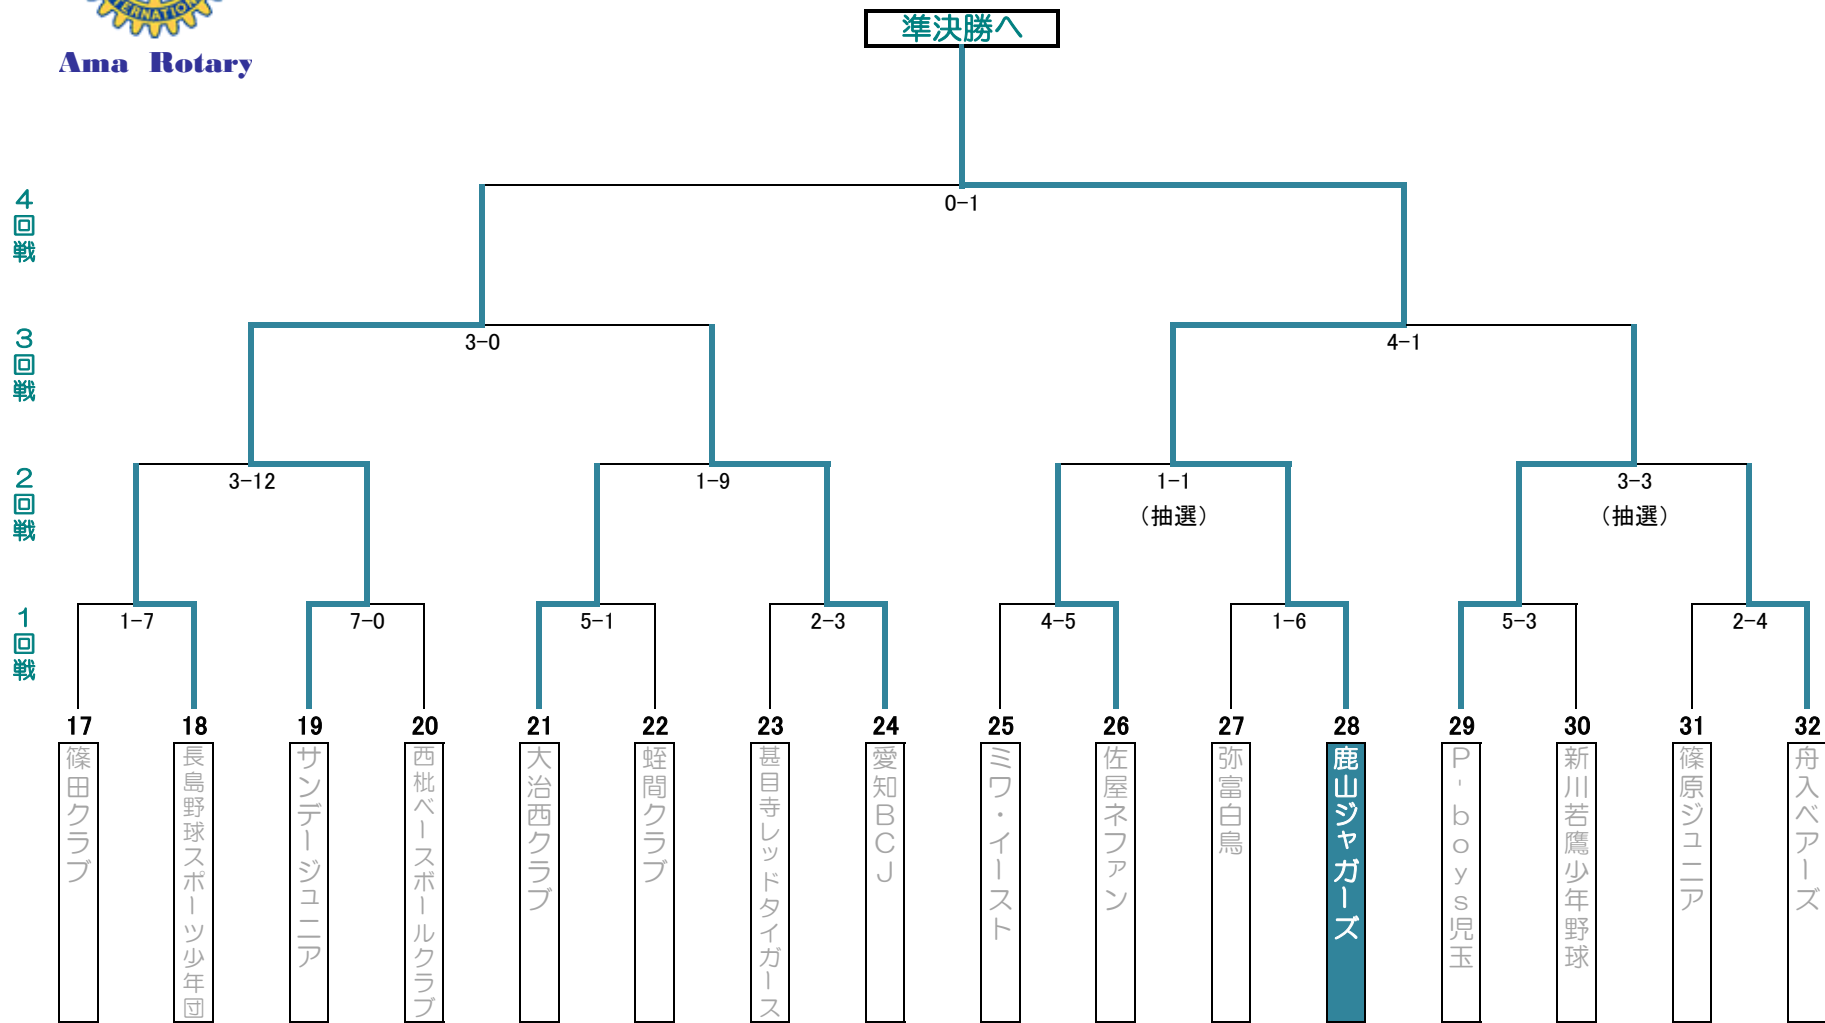 INTERNATIONAL
Ama Rotary
準決勝へ
4回戦
0-1
3回戦
3-0
4-1
2回戦
3-12
1-9
1-1
(抽選)
3-3
(抽選)
1回戦
1-7
7-0
5-1
2-3
4-5
1-6
5-3
2-4
17
18
19
20
21
22
23
24
25
26
27
28
29
30
31
32
篠田クラブ
長島野球スポーツ少年団
サンデージュニア
西枇ベースボールクラブ
大治西クラブ
蛭間クラブ
甚目寺レッドタイガース
愛知BCJ
ミワ・イースト
佐屋ネファン
弥富白鳥
鹿山ジャガーズ
P'boys児玉
新川若鷹少年野球
篠原ジュニア
舟入ベアーズ